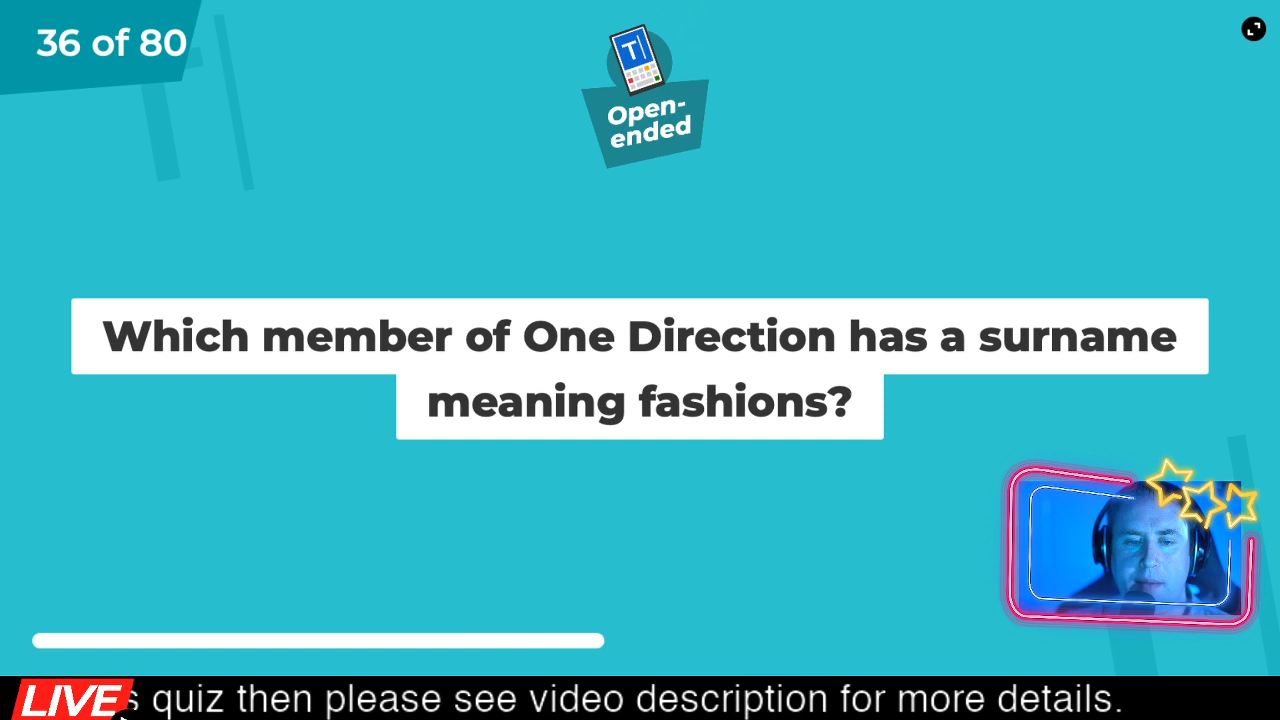 36 of 80
T
Open-
ended
Which member of One Direction has a surname
meaning fashions?
LIVE
s quiz then please see video description for more details.